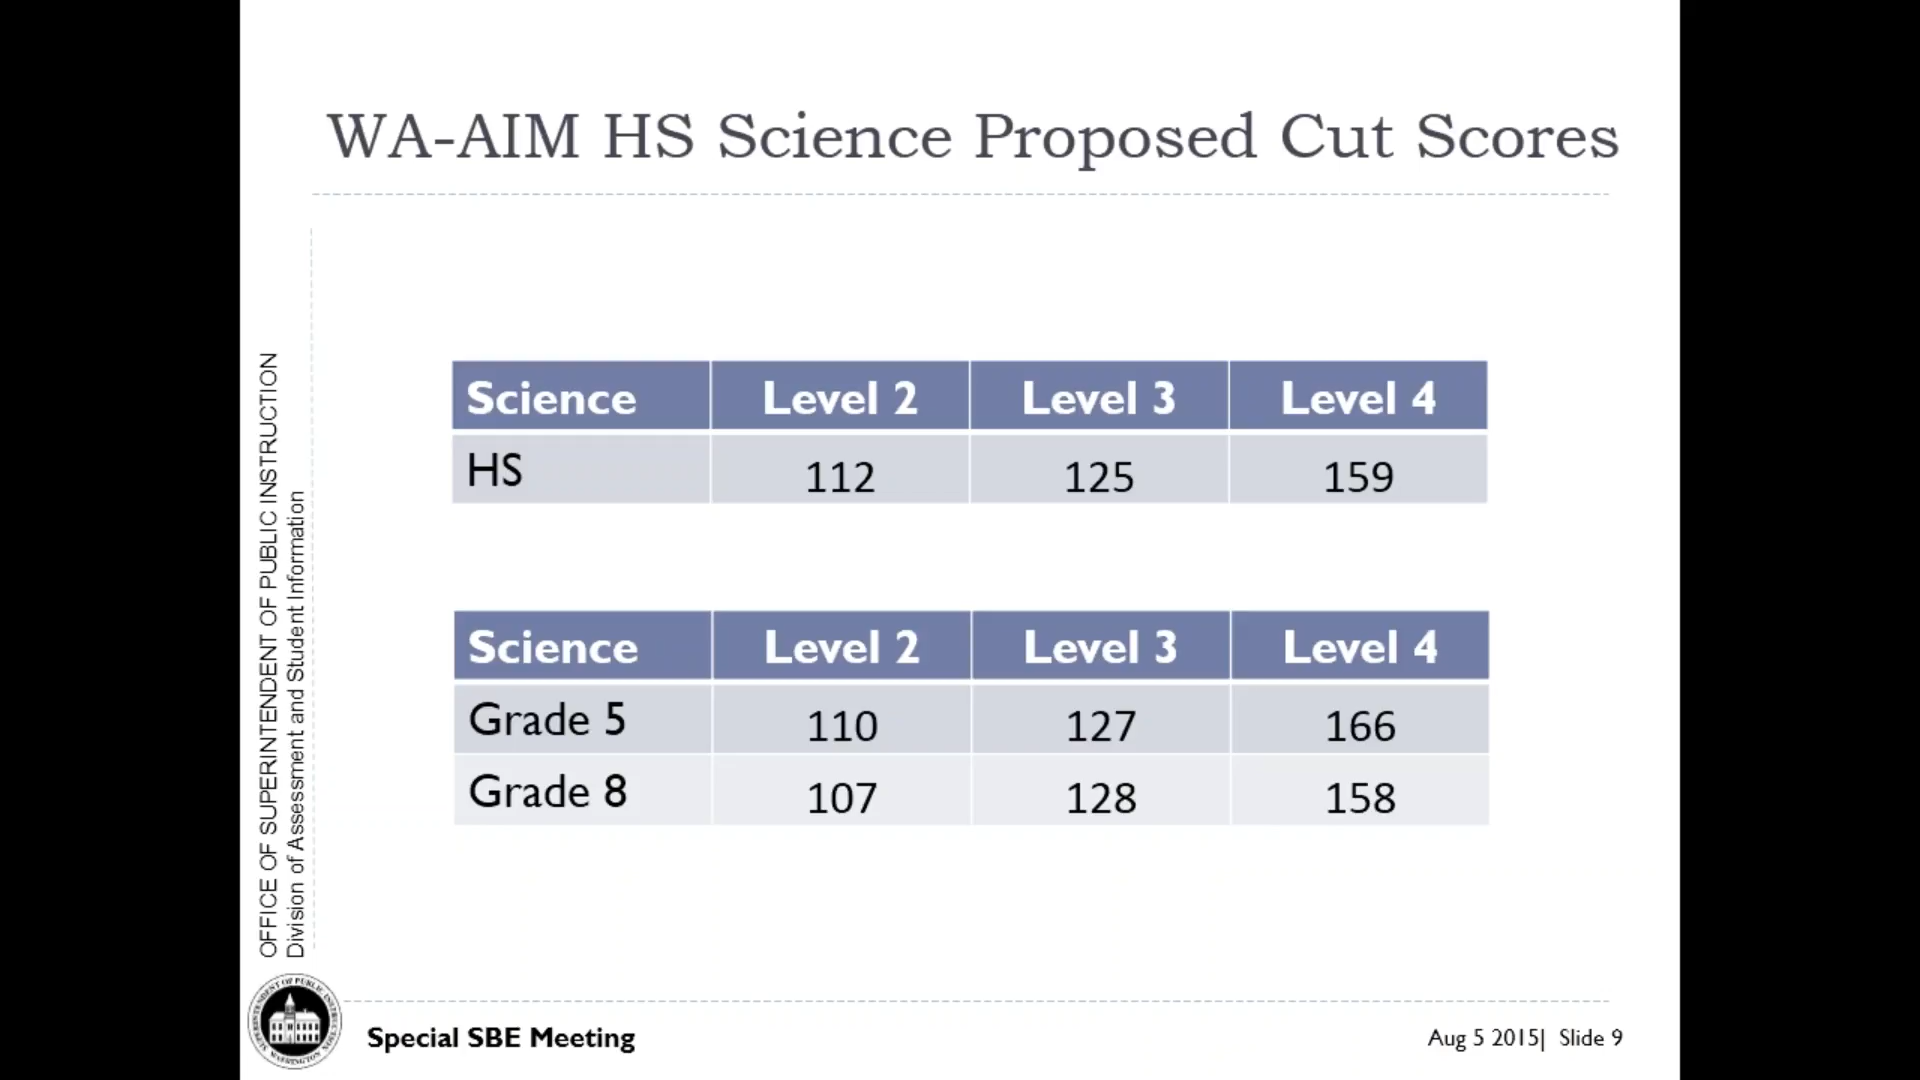 WA-AIM HS Science Proposed Cut Scores
Science Level 2 Level 3 Level 4
HS 112 125 159
Science Level 2 Level 3 Level 4
Grade 5 110 127 166
Grade 8 107 128 158
OFFICE OF SUPERINTENDENT OF PUBLIC INSTRUCTION
Division of Assessment and Student Information
Special SBE Meeting
Aug 5 2015| Slide 9